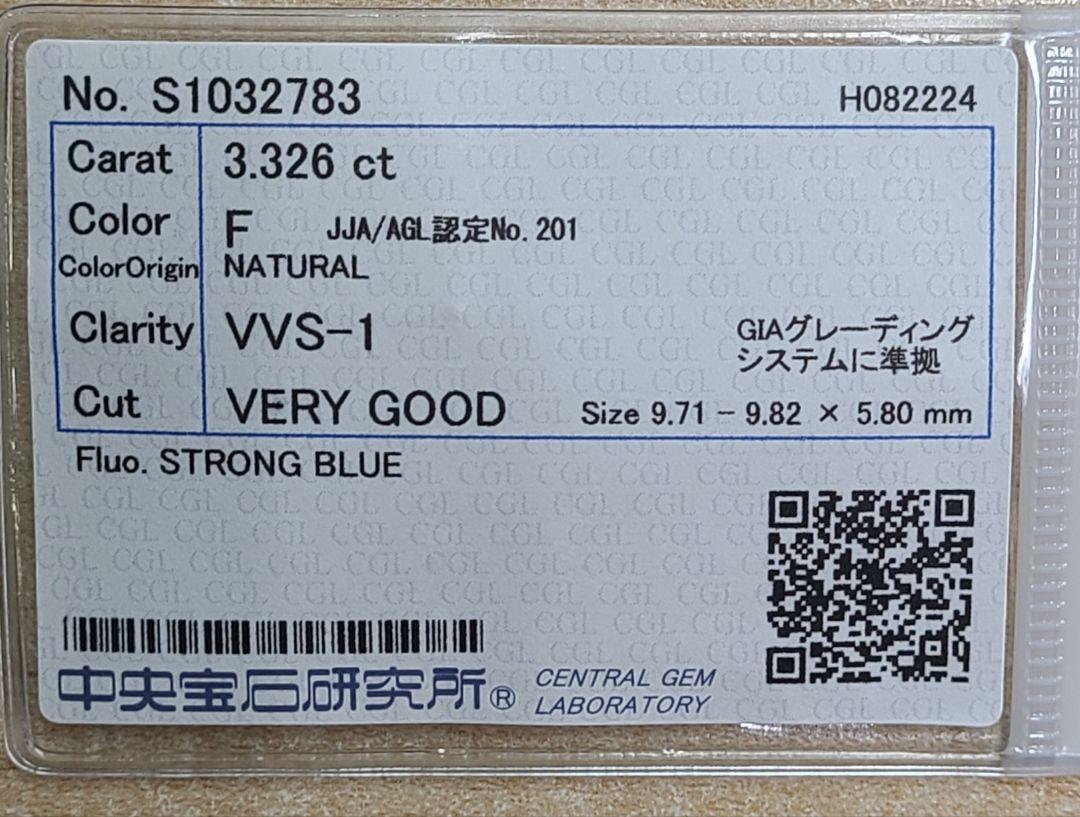 No. S1032783
H082224
Carat 3.326 ct
Color F JJA/AGL認定No. 201
ColorOrigin NATURAL
Clarity VVS-1
GIAグレーディング
システムに準拠
Cut VERY GOOD Size 9.71 - 9.82 × 5.80 mm
Fluo. STRONG BLUE
中央宝石研究所®
CENTRAL GEM
LABORATORY